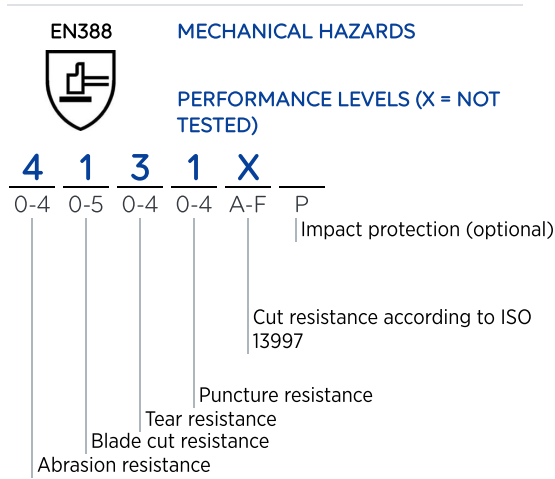 EN388
MECHANICAL HAZARDS
PERFORMANCE LEVELS (X = NOT
TESTED)
4 1 3 1 X
0-4 0-5 0-4 0-4 A-F P
Impact protection (optional)
Cut resistance according to ISO
13997
Puncture resistance
Tear resistance
Blade cut resistance
Abrasion resistance